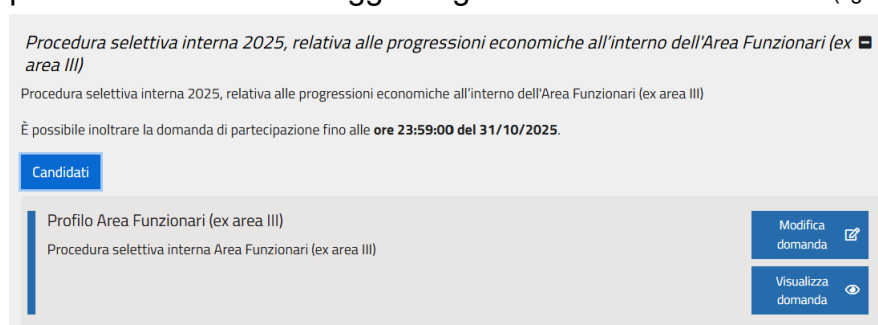 Procedura selettiva interna 2025, relativa alle progressioni economiche all'interno dell'Area Funzionari (ex
area III)
Procedura selettiva interna 2025, relativa alle progressioni economiche all'interno dell'Area Funzionari (ex area III)
È possibile inoltrare la domanda di partecipazione fino alle ore 23:59:00 del 31/10/2025.
Candidati
Profilo Area Funzionari (ex area III)
Procedura selettiva interna Area Funzionari (ex area III)
Modifica
domanda
Visualizza
domanda